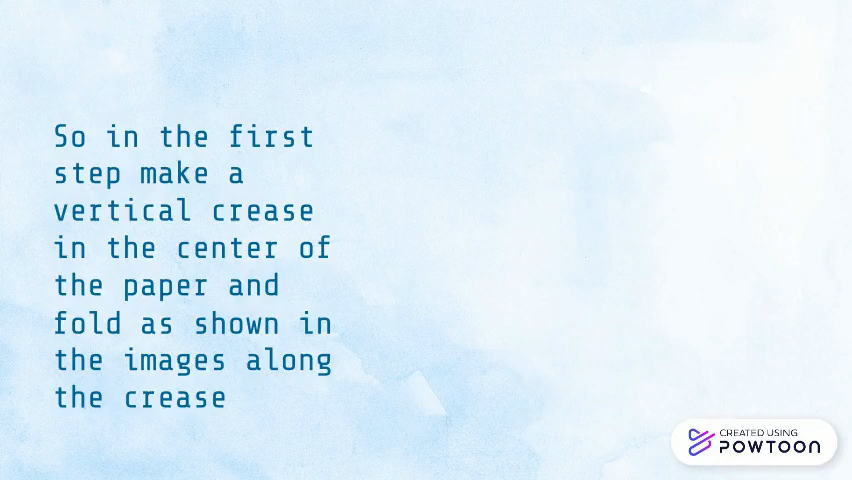 So in the first
step make a
vertical crease
in the center of
the paper and
fold as shown in
the images along
the crease
CREATED USING
POWTOON